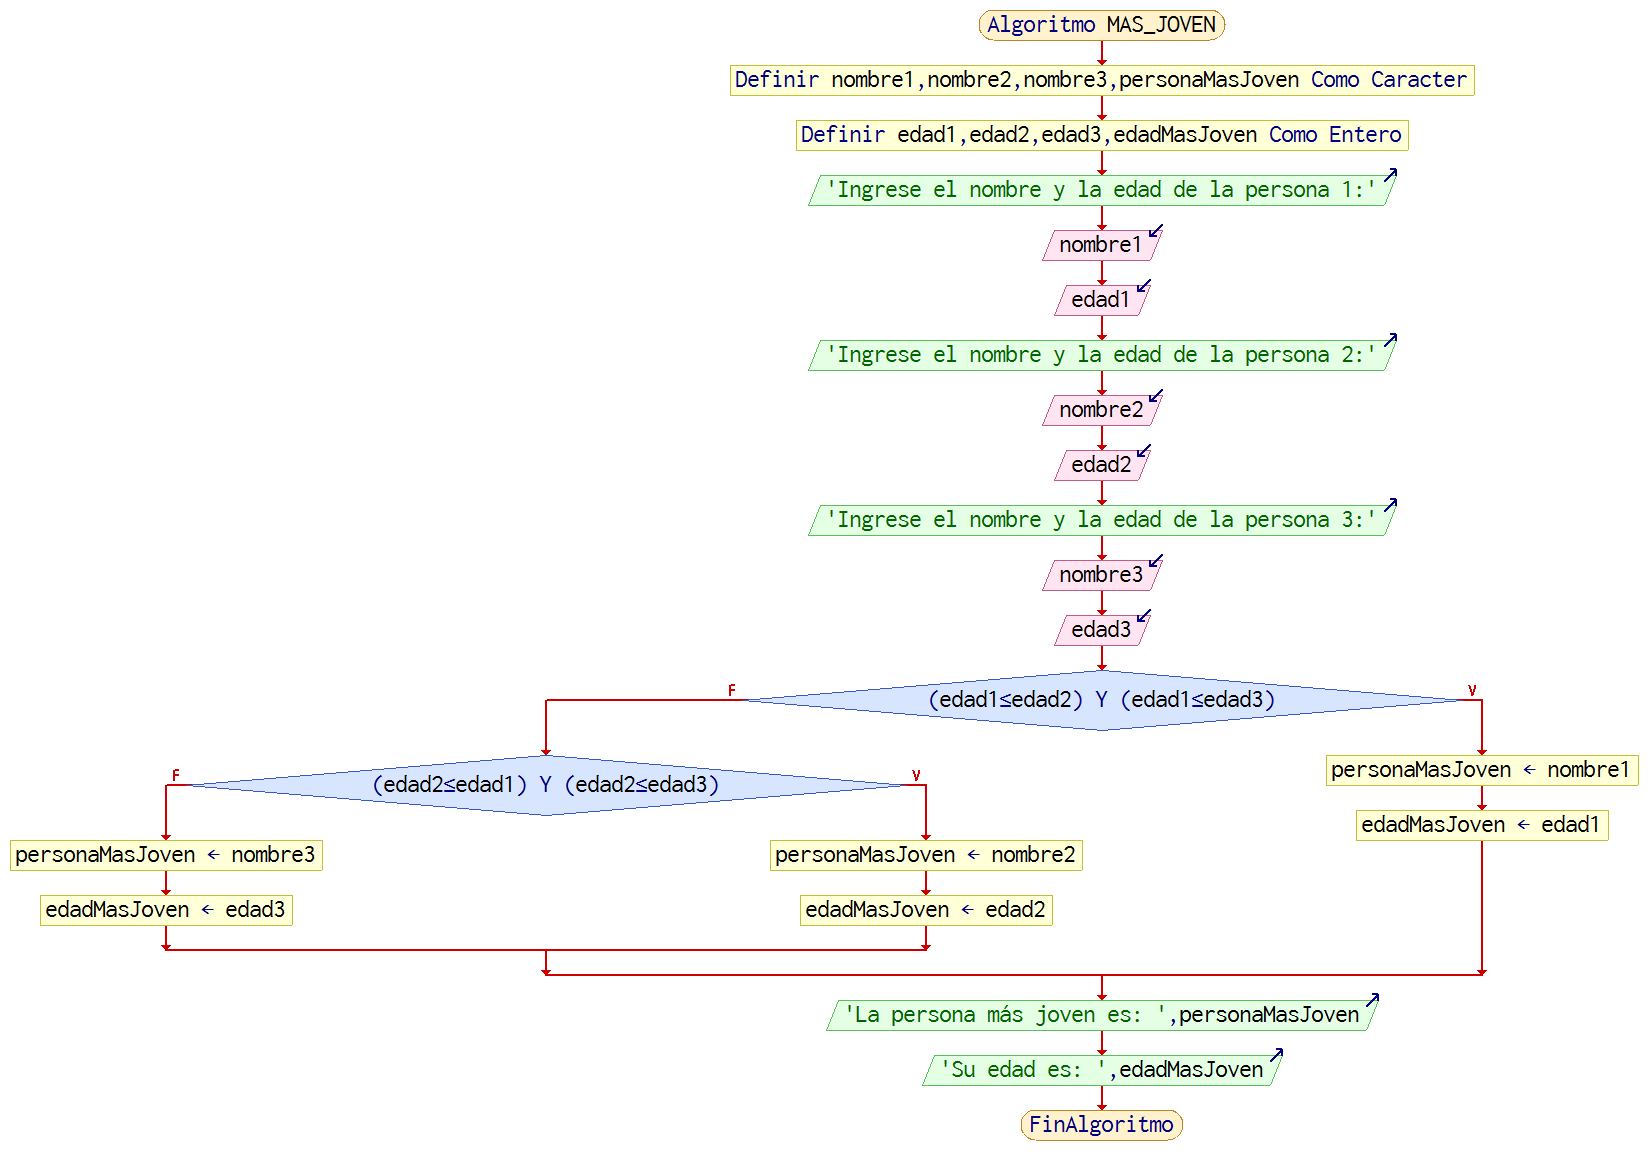 Algoritmo MAS_JOVEN
Definir nombre1,nombre2,nombre3,personaMasJoven Como Caracter
Definir edad1,edad2,edad3,edadMasJoven Como Entero
'Ingrese el nombre y la edad de la persona 1:'
nombre1
edad1
'Ingrese el nombre y la edad de la persona 2:'
nombre2
edad2
'Ingrese el nombre y la edad de la persona 3:'
nombre3
edad3
F
(edad1≤edad2) Y (edad1≤edad3)
V
F
(edad2≤edad1) Y (edad2≤edad3)
V
personaMasJoven ← nombre1
edadMasJoven ← edad1
personaMasJoven ← nombre3
personaMasJoven ← nombre2
edadMasJoven ← edad3
edadMasJoven ← edad2
'La persona más joven es: ',personaMasJoven
'Su edad es: ',edadMasJoven
FinAlgoritmo